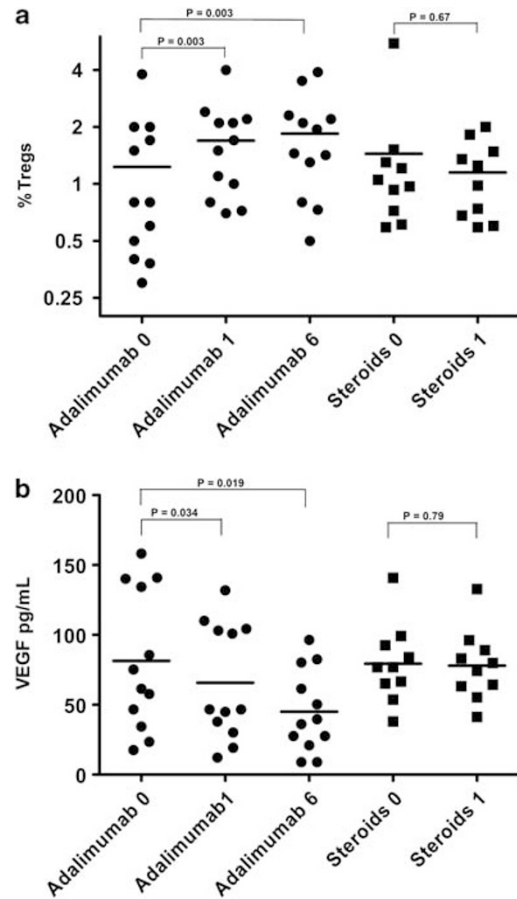 a
P = 0.003
P = 0.003
P = 0.67
% Tregs
4
2
1
0.5
0.25
Adalimumab 0
Adalimumab 1
Adalimumab 6
Steroids 0
Steroids 1
b
P = 0.019
P = 0.034
P = 0.79
VEGF pg/mL
200
150
100
50
0
Adalimumab 0
Adalimumab1
Adalimumab 6
Steroids 0
Steroids 1